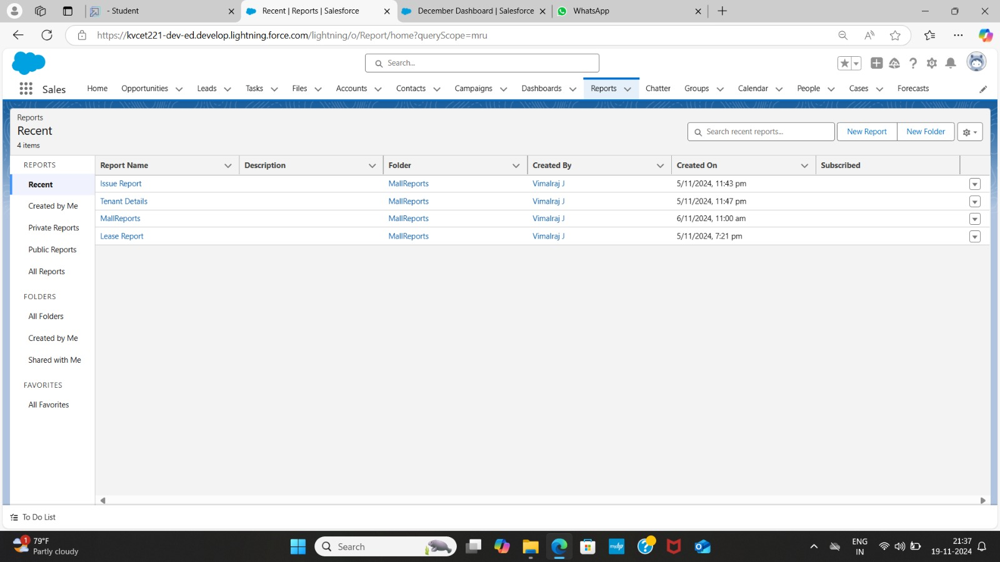 - Student
Recent | Reports | Salesforce
December Dashboard | Salesforce
WhatsApp
https://kvcet221-dev-ed.develop.lightning.force.com/lightning/o/Report/home?queryScope=mru
Search...
Sales
Home
Opportunities
Leads
Tasks
Files
Accounts
Contacts
Campaigns
Dashboards
Reports
Chatter
Groups
Calendar
People
Cases
Forecasts
Reports
Recent
4 items
Search recent reports...
New Report
New Folder
REPORTS
Recent
Created by Me
Private Reports
Public Reports
All Reports
FOLDERS
All Folders
Created by Me
Shared with Me
FAVORITES
All Favorites
Report Name Description Folder Created By Created On Subscribed
Issue Report MallReports Vimalraj J 5/11/2024, 11:43 pm
Tenant Details MallReports Vimalraj J 5/11/2024, 11:47 pm
MallReports MallReports Vimalraj J 6/11/2024, 11:00 am
Lease Report MallReports Vimalraj J 5/11/2024, 7:21 pm
To Do List
1
79°F
Partly cloudy
Search
myhp
ENG
IN
21:37
19-11-2024